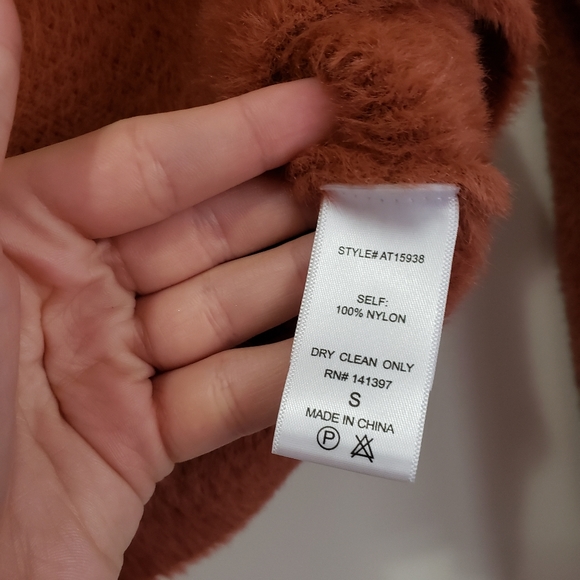 STYLE# AT15938
SELF:
100% NYLON
DRY CLEAN ONLY
RN# 141397
S
MADE IN CHINA
P